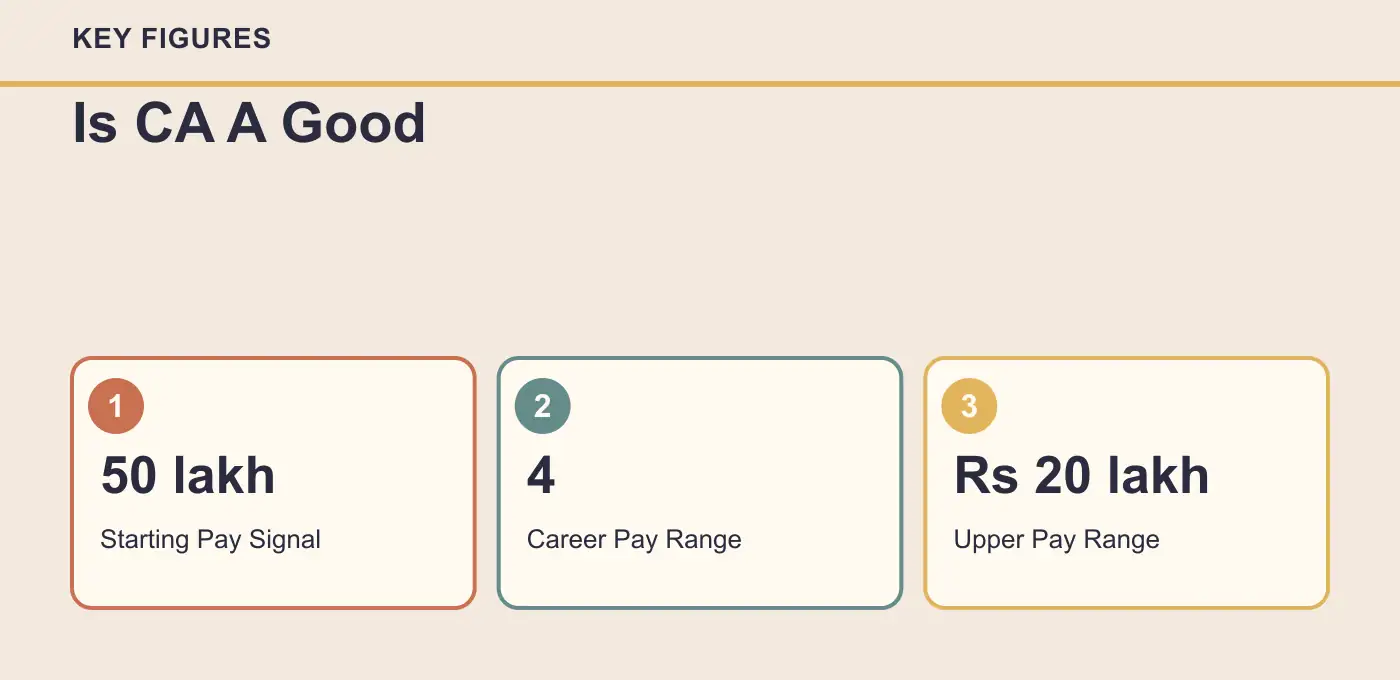 KEY FIGURES
Is CA A Good
1
50 lakh
Starting Pay Signal
2
4
Career Pay Range
3
Rs 20 lakh
Upper Pay Range